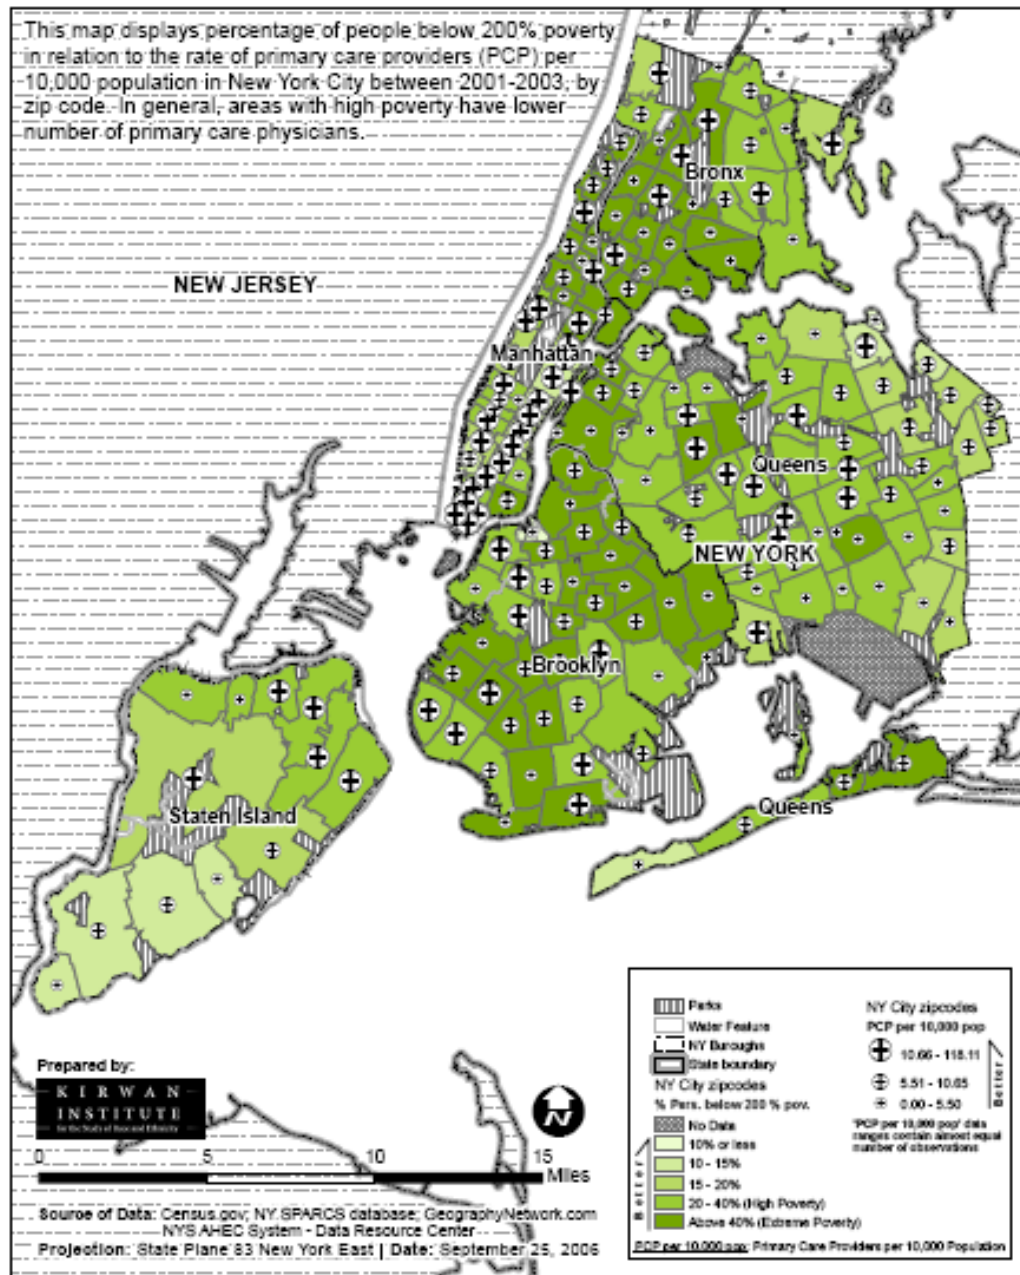 This map displays percentage of people below 200% poverty
in relation to the rate of primary care providers (PCP) per
10,000 population in New York City between 2001-2003, by
zip code. In general, areas with high poverty have lower
number of primary care physicians.
Bronx
NEW JERSEY
Manhattan
Queens
NEW YORK
Brooklyn
Queens
Staten Island
Prepared by:
KIRWAN
INSTITUTE
for the Study of Race and Ethnicity
N
0 5 10 15
Miles
Source of Data: Census.gov; NY SPARCS database; GeographyNetwork.com
NYS AHEC System - Data Resource Center
Projection: State Plane 83 New York East | Date: September 25, 2006
Parks
Water Feature
NY Buroughs
State boundary
NY City zipcodes
% Pers. below 200 % pov.
No Data
10% or less
10 - 15%
15 - 20%
20 - 40% (High Poverty)
Above 40% (Extreme Poverty)
Better
NY City zipcodes
PCP per 10,000 pop
10.66 - 118.11
5.51 - 10.65
0.00 - 5.50
Better
'PCP per 10,000 pop' data
ranges contain almost equal
number of observations
PCP per 10,000 pop: Primary Care Providers per 10,000 Population